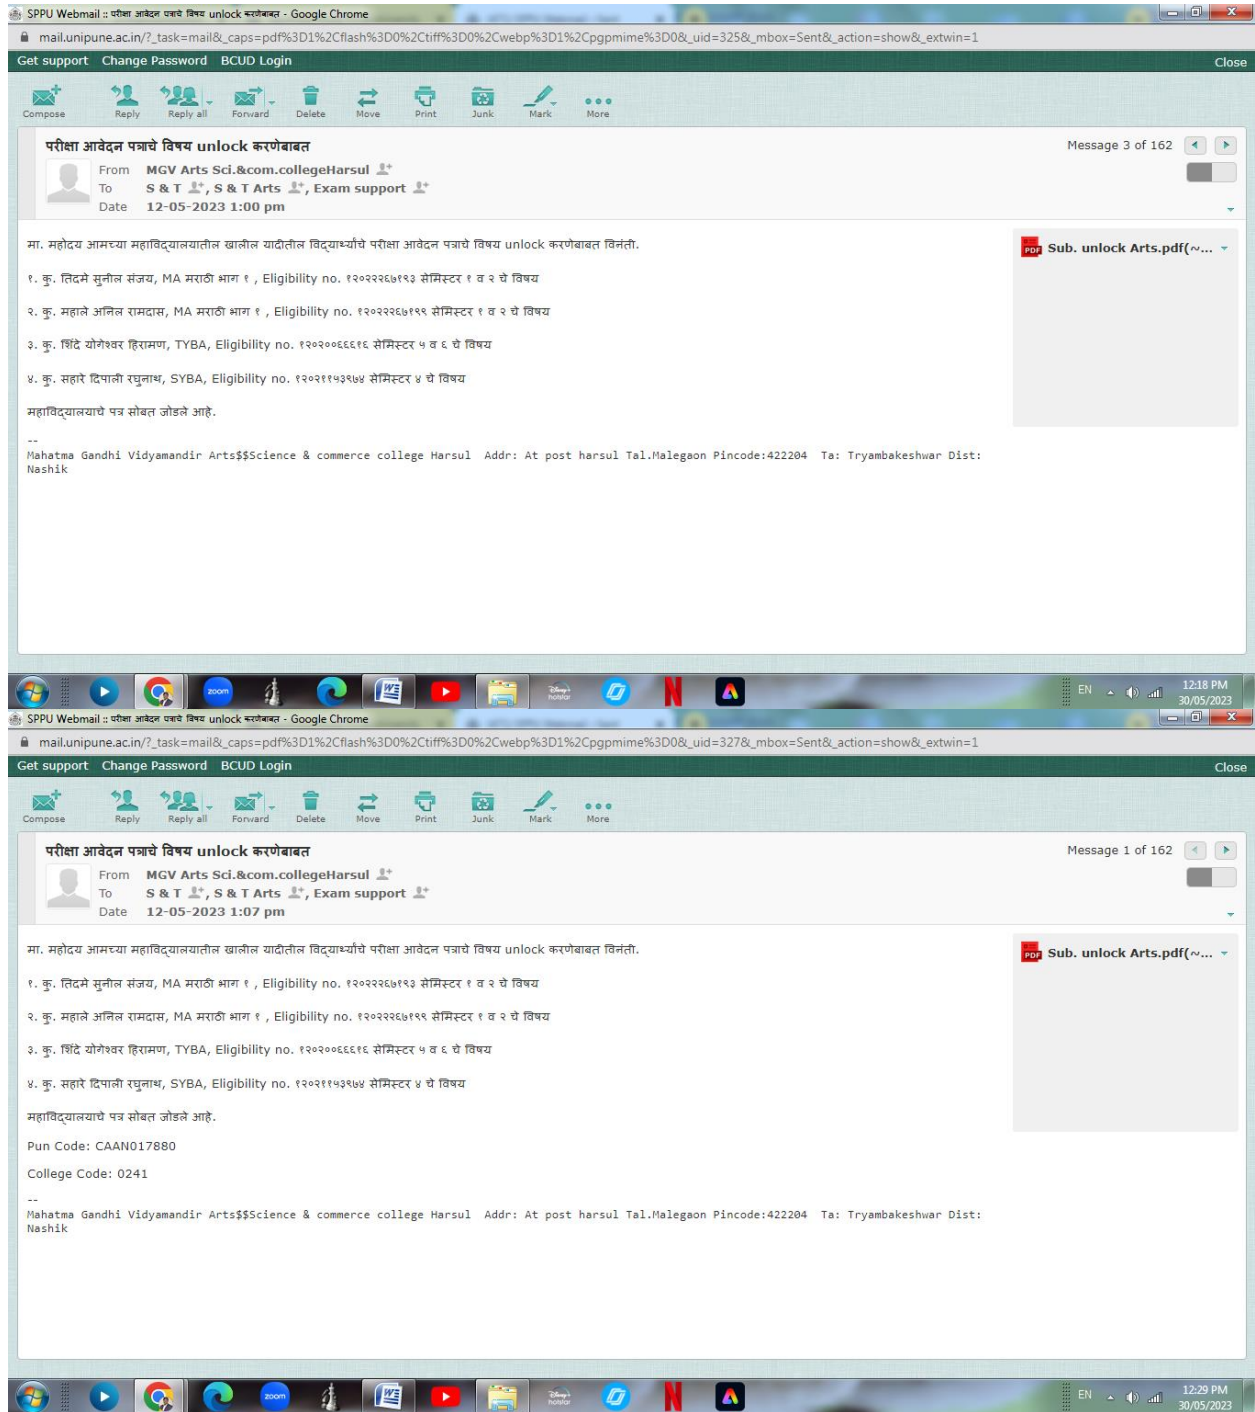 SPPU Webmail :: परीक्षा आवेदन पत्राचे विषय unlock करणेबाबत - Google Chrome
mail.unipune.ac.in/?_task=mail&_caps=pdf%3D1%2Cflash%3D0%2Ctiff%3D0%2Cwebp%3D1%2Cpgpmime%3D0&_uid=325&_mbox=Sent&_action=show&_extwin=1
Get support Change Password BCUD Login Close
Compose Reply Reply all Forward Delete Move Print Junk Mark More
परीक्षा आवेदन पत्राचे विषय unlock करणेबाबत Message 3 of 162
From MGV Arts Sci.&com.collegeHarsul
To S & T , S & T Arts , Exam support
Date 12-05-2023 1:00 pm
मा. महोदय आमच्या महाविद्यालयातील खालील यादीतील विद्यार्थ्यांचे परीक्षा आवेदन पत्राचे विषय unlock करणेबाबत विनंती.
PDF Sub. unlock Arts.pdf(~...
१. कु. तिदमे सुनील संजय, MA मराठी भाग १ , Eligibility no. १२०२२२६७१९३ सेमिस्टर १ व २ चे विषय
२. कु. महाले अनिल रामदास, MA मराठी भाग १ , Eligibility no. १२०२२२६७१९९ सेमिस्टर १ व २ चे विषय
३. कु. शिंदे योगेश्वर हिरामण, TYBA, Eligibility no. १२०२००६६६१६ सेमिस्टर ५ व ६ चे विषय
४. कु. सहारे दिपाली रघुनाथ, SYBA, Eligibility no. १२०२११५३९७४ सेमिस्टर ४ चे विषय
महाविद्यालयाचे पत्र सोबत जोडले आहे.
--
Mahatma Gandhi Vidyamandir Arts$$Science & commerce college Harsul Addr: At post harsul Tal.Malegaon Pincode:422204 Ta: Tryambakeshwar Dist:
Nashik
zoom
Disney+ hotstar
EN 12:18 PM
30/05/2023
SPPU Webmail :: परीक्षा आवेदन पत्राचे विषय unlock करणेबाबत - Google Chrome
mail.unipune.ac.in/?_task=mail&_caps=pdf%3D1%2Cflash%3D0%2Ctiff%3D0%2Cwebp%3D1%2Cpgpmime%3D0&_uid=327&_mbox=Sent&_action=show&_extwin=1
Get support Change Password BCUD Login Close
Compose Reply Reply all Forward Delete Move Print Junk Mark More
परीक्षा आवेदन पत्राचे विषय unlock करणेबाबत Message 1 of 162
From MGV Arts Sci.&com.collegeHarsul
To S & T , S & T Arts , Exam support
Date 12-05-2023 1:07 pm
मा. महोदय आमच्या महाविद्यालयातील खालील यादीतील विद्यार्थ्यांचे परीक्षा आवेदन पत्राचे विषय unlock करणेबाबत विनंती.
PDF Sub. unlock Arts.pdf(~...
१. कु. तिदमे सुनील संजय, MA मराठी भाग १ , Eligibility no. १२०२२२६७१९३ सेमिस्टर १ व २ चे विषय
२. कु. महाले अनिल रामदास, MA मराठी भाग १ , Eligibility no. १२०२२२६७१९९ सेमिस्टर १ व २ चे विषय
३. कु. शिंदे योगेश्वर हिरामण, TYBA, Eligibility no. १२०२००६६६१६ सेमिस्टर ५ व ६ चे विषय
४. कु. सहारे दिपाली रघुनाथ, SYBA, Eligibility no. १२०२११५३९७४ सेमिस्टर ४ चे विषय
महाविद्यालयाचे पत्र सोबत जोडले आहे.
Pun Code: CAAN017880
College Code: 0241
--
Mahatma Gandhi Vidyamandir Arts$$Science & commerce college Harsul Addr: At post harsul Tal.Malegaon Pincode:422204 Ta: Tryambakeshwar Dist:
Nashik
zoom
Disney+ hotstar
EN 12:29 PM
30/05/2023